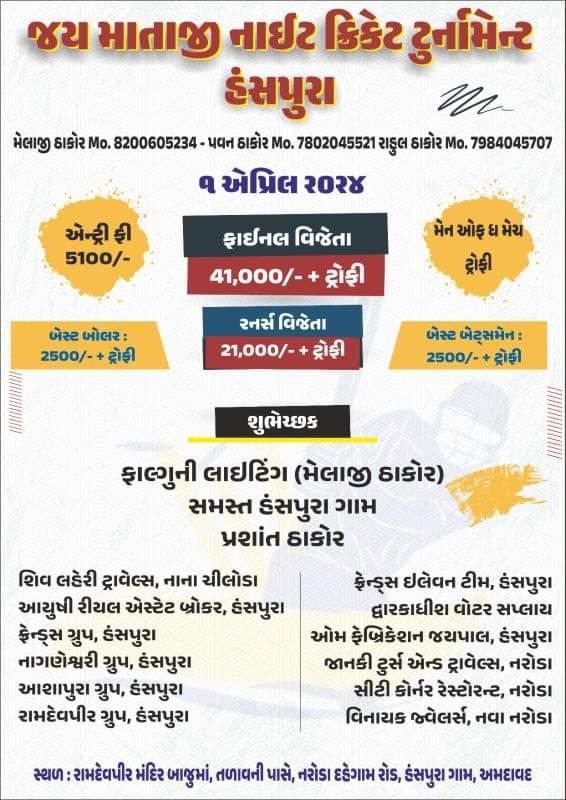 જય માતાજી નાઈટ ક્રિકેટ ટુર્નામેન્ટ
હંસપુરા
મેલાજી ઠાકોર Mo. 8200605234 - પવન ઠાકોર Mo. 7802045521 રાહુલ ઠાકોર Mo. 7984045707
૧ એપ્રિલ ૨૦૨૪
એન્ટ્રી ફી
5100/-
ફાઈનલ વિજેતા
41,000/- + ટ્રોફી
મેન ઓફ ધ મેચ
ટ્રોફી
બેસ્ટ બોલર :
2500/- + ટ્રોફી
રનર્સ વિજેતા
21,000/- + ટ્રોફી
બેસ્ટ બેટ્સમેન :
2500/- + ટ્રોફી
શુભેચ્છક
ફાલ્ગુની લાઇટિંગ (મેલાજી ઠાકોર)
સમસ્ત હંસપુરા ગામ
પ્રશાંત ઠાકોર
શિવ લહેરી ટ્રાવેલ્સ, નાના ચીલોડા
આયુષી રીયલ એસ્ટેટ બ્રોકર, હંસપુરા
ફ્રેન્ડ્સ ગ્રુપ, હંસપુરા
નાગણેશ્વરી ગ્રુપ, હંસપુરા
આશાપુરા ગ્રુપ, હંસપુરા
રામદેવપીર ગ્રુપ, હંસપુરા
ફ્રેન્ડ્સ ઇલેવન ટીમ, હંસપુરા
દ્વારકાધીશ વોટર સપ્લાય
ઓમ ફેબ્રિકેશન જયપાલ, હંસપુરા
જાનકી ટુર્સ એન્ડ ટ્રાવેલ્સ, નરોડા
સીટી કોર્નર રેસ્ટોરન્ટ, નરોડા
વિનાયક જ્વેલર્સ, નવા નરોડા
સ્થળ : રામદેવપીર મંદિર બાજુમાં, તળાવની પાસે, નરોડા દહેગામ રોડ, હંસપુરા ગામ, અમદાવદ